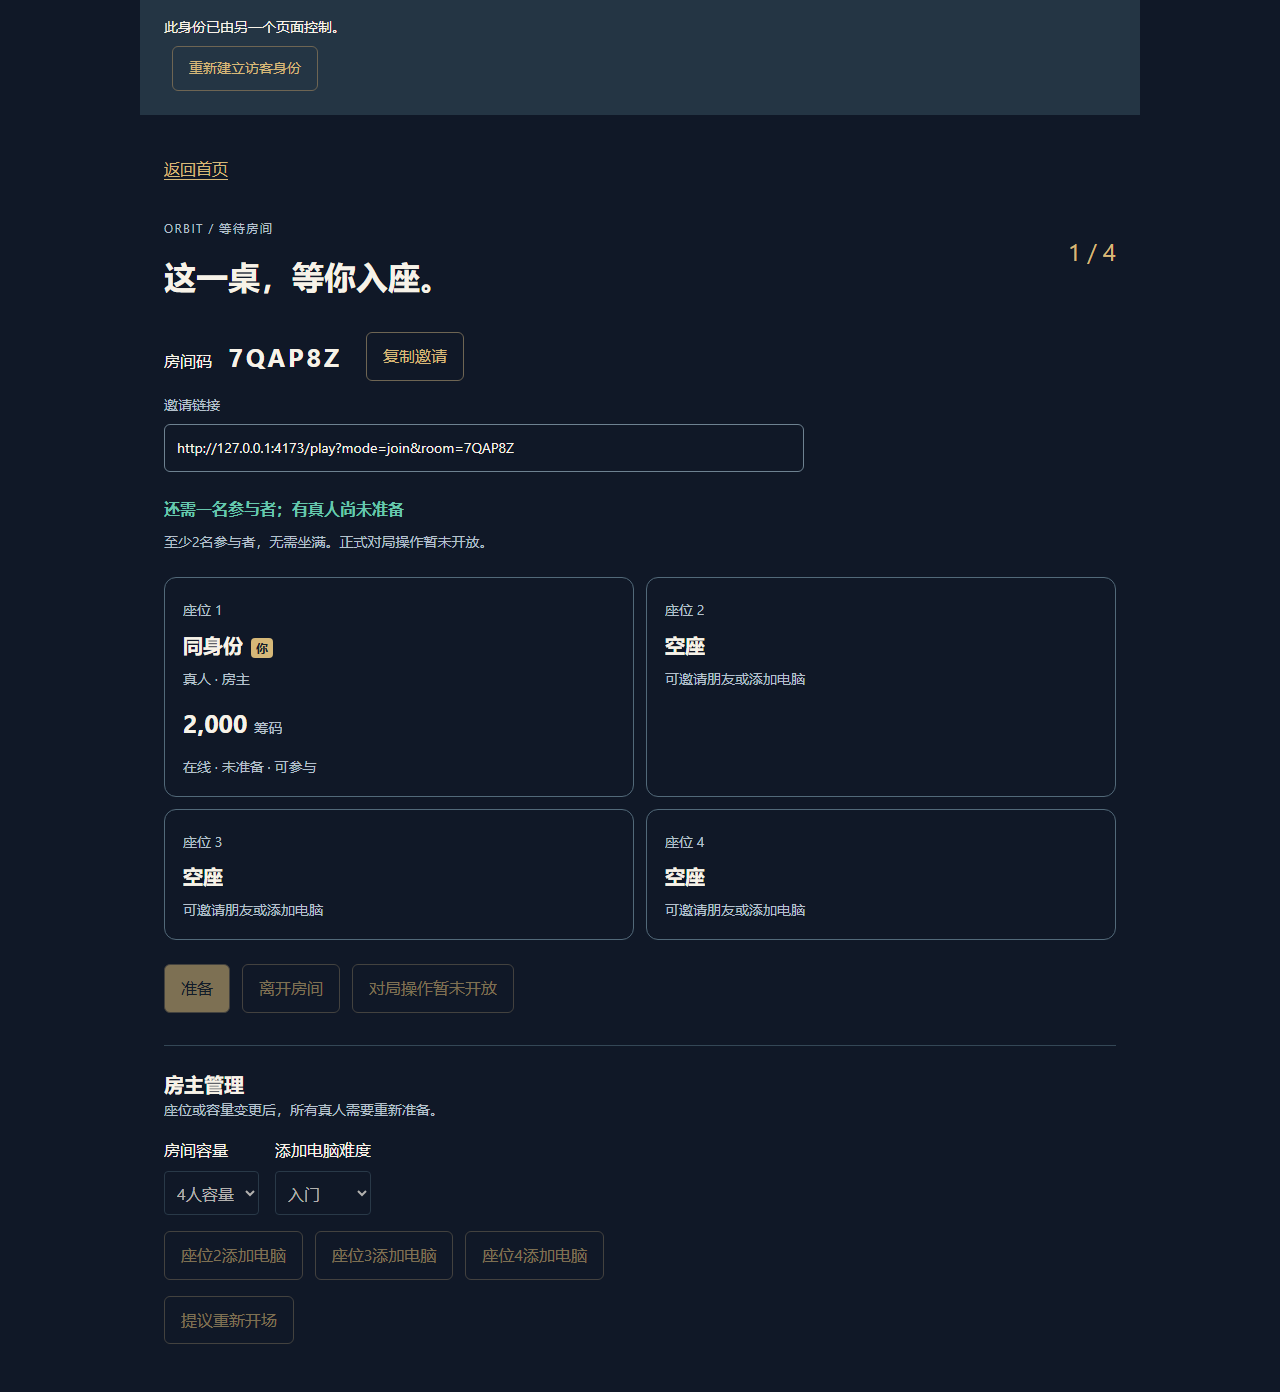 此身份已由另一个页面控制。
重新建立访客身份
返回首页
ORBIT / 等待房间
这一桌，等你入座。
1 / 4
房间码 7QAP8Z 复制邀请
邀请链接
http://127.0.0.1:4173/play?mode=join&room=7QAP8Z
还需一名参与者；有真人尚未准备
至少2名参与者，无需坐满。正式对局操作暂未开放。
座位 1
同身份 你
真人 · 房主
2,000 筹码
在线 · 未准备 · 可参与
座位 2
空座
可邀请朋友或添加电脑
座位 3
空座
可邀请朋友或添加电脑
座位 4
空座
可邀请朋友或添加电脑
准备 离开房间 对局操作暂未开放
房主管理
座位或容量变更后，所有真人需要重新准备。
房间容量 添加电脑难度
4人容量 入门
座位2添加电脑 座位3添加电脑 座位4添加电脑
提议重新开场